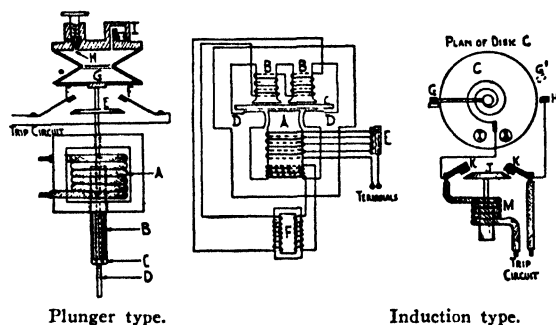 I
H
G
F
F
E
TRIP CIRCUIT
A
B
C
D
B
B
C
A
D
D
E
TERMINALS
F
PLAN OF DISK C
C
G'
G
H
I
K
J
K
M
TRIP
CIRCUIT
Plunger type.
Induction type.